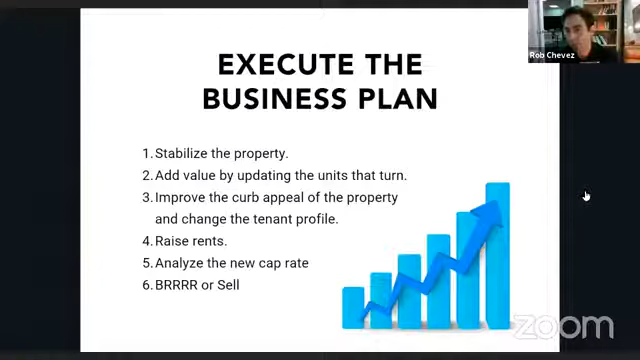 EXECUTE THE
BUSINESS PLAN
1. Stabilize the property.
2. Add value by updating the units that turn.
3. Improve the curb appeal of the property
and change the tenant profile.
4. Raise rents.
5. Analyze the new cap rate
6. BRRRR or Sell
Rob Chevez
zoom